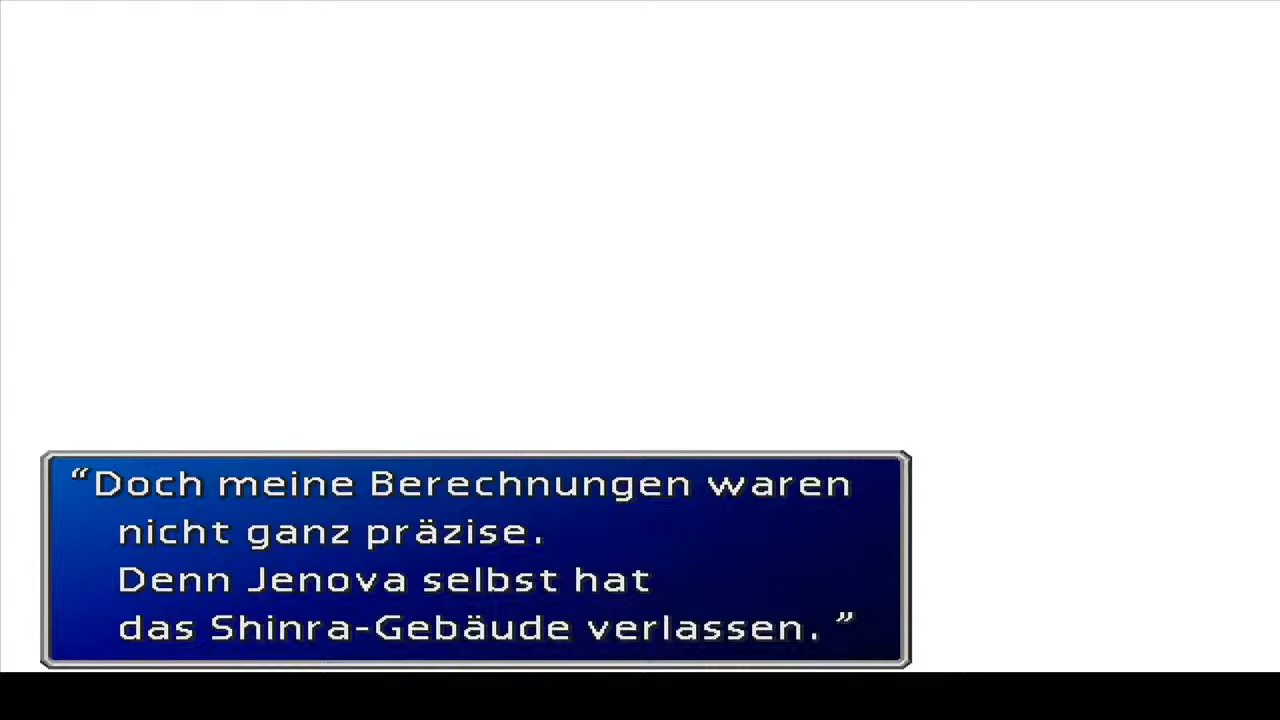 “Doch meine Berechnungen waren
nicht ganz präzise.
Denn Jenova selbst hat
das Shinra-Gebäude verlassen. ”